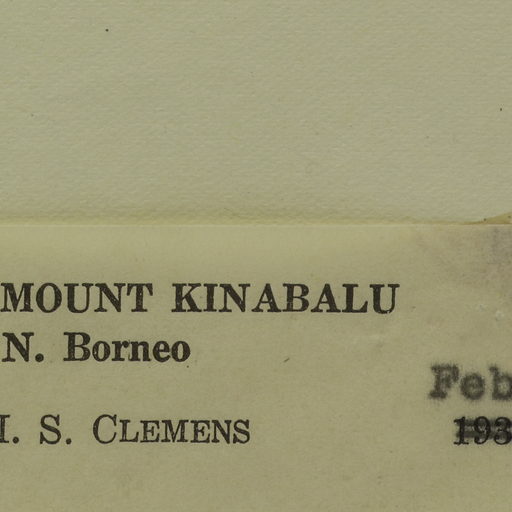 MOUNT KINABALU
N. Borneo
Feb
S. CLEMENS
193